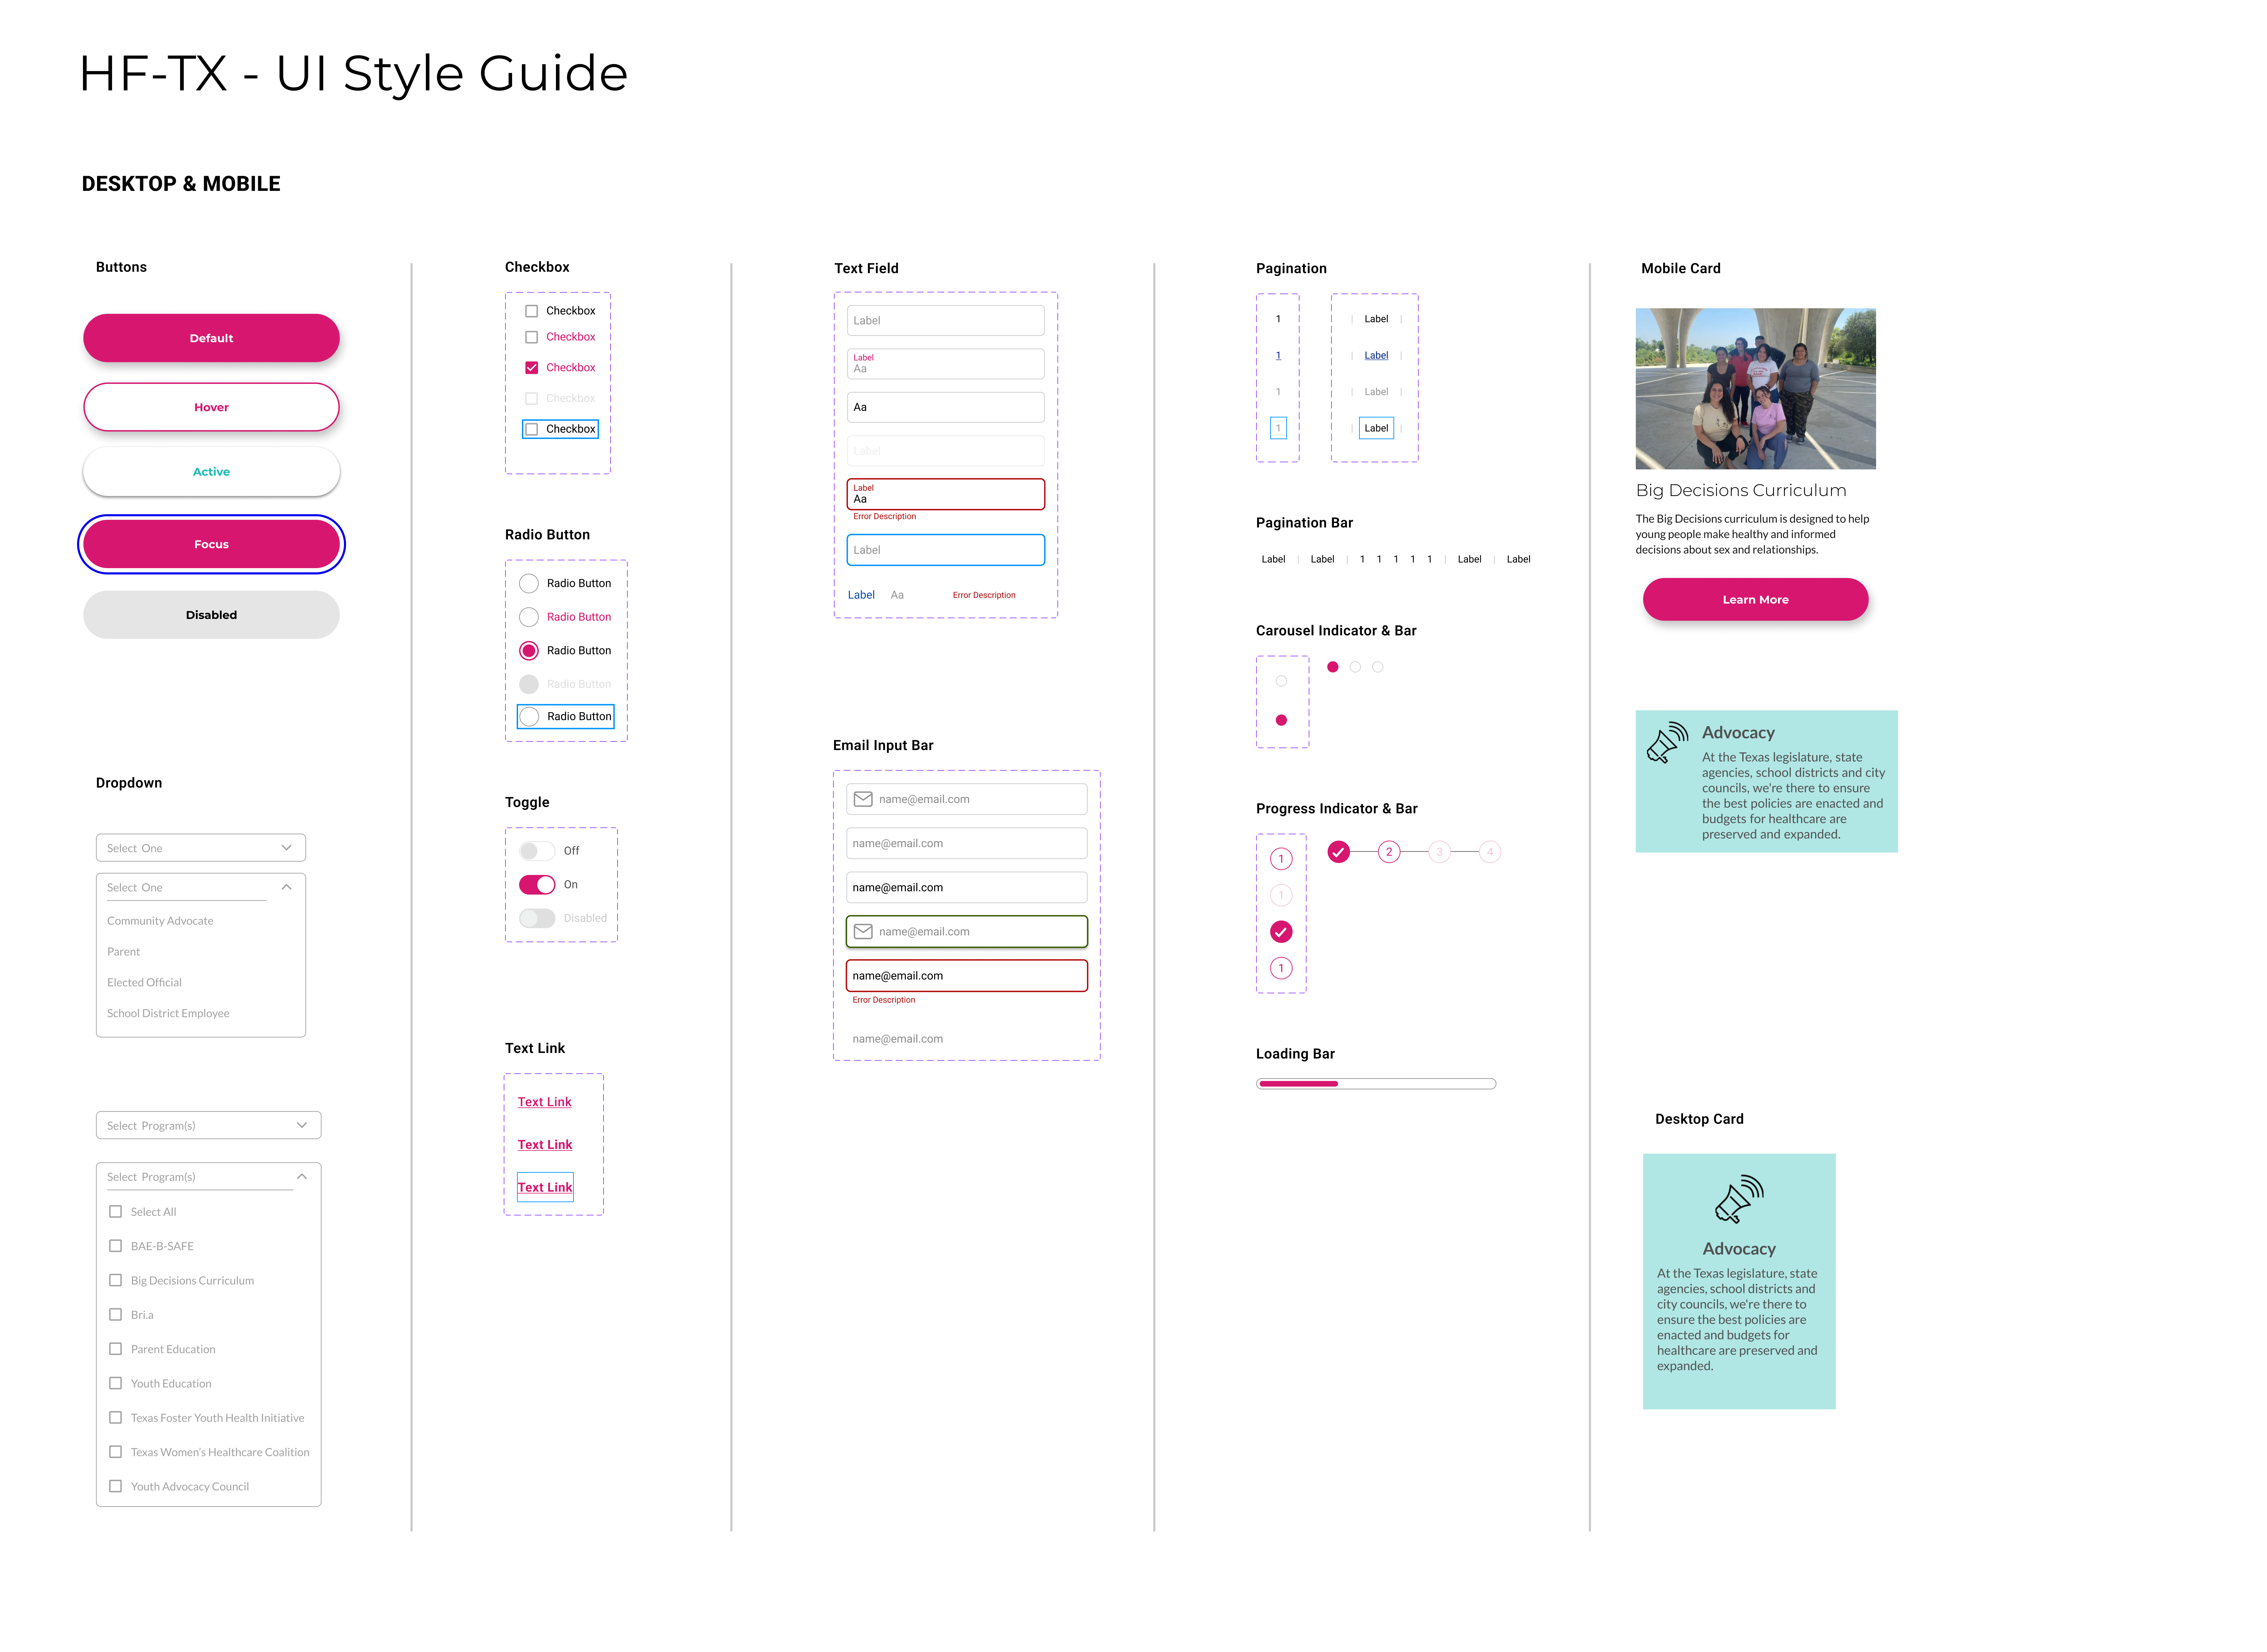 HF-TX - UI Style Guide
DESKTOP & MOBILE
Buttons
Default
Hover
Active
Focus
Disabled
Dropdown
Select One
Select One
Community Advocate
Parent
Elected Official
School District Employee
Select Program(s)
Select Program(s)
Select All
BAE-B-SAFE
Big Decisions Curriculum
Bri.a
Parent Education
Youth Education
Texas Foster Youth Health Initiative
Texas Women's Healthcare Coalition
Youth Advocacy Council
Checkbox
Checkbox
Checkbox
Checkbox
Checkbox
Checkbox
Radio Button
Radio Button
Radio Button
Radio Button
Radio Button
Radio Button
Toggle
Off
On
Disabled
Text Link
Text Link
Text Link
Text Link
Text Field
Label
Label
Aa
Aa
Label
Label
Aa
Error Description
Label
Label Aa Error Description
Email Input Bar
name@email.com
name@email.com
name@email.com
name@email.com
name@email.com
Error Description
name@email.com
Pagination
1 | Label |
1 | Label |
1 | Label |
1 | Label |
Pagination Bar
Label | Label | 1 1 1 1 1 | Label | Label
Carousel Indicator & Bar
Progress Indicator & Bar
1
1
1
2 3 4
Loading Bar
Mobile Card
Big Decisions Curriculum
The Big Decisions curriculum is designed to help
young people make healthy and informed
decisions about sex and relationships.
Learn More
Advocacy
At the Texas legislature, state
agencies, school districts and city
councils, we're there to ensure
the best policies are enacted and
budgets for healthcare are
preserved and expanded.
Desktop Card
Advocacy
At the Texas legislature, state
agencies, school districts and
city councils, we're there to
ensure the best policies are
enacted and budgets for
healthcare are preserved and
expanded.